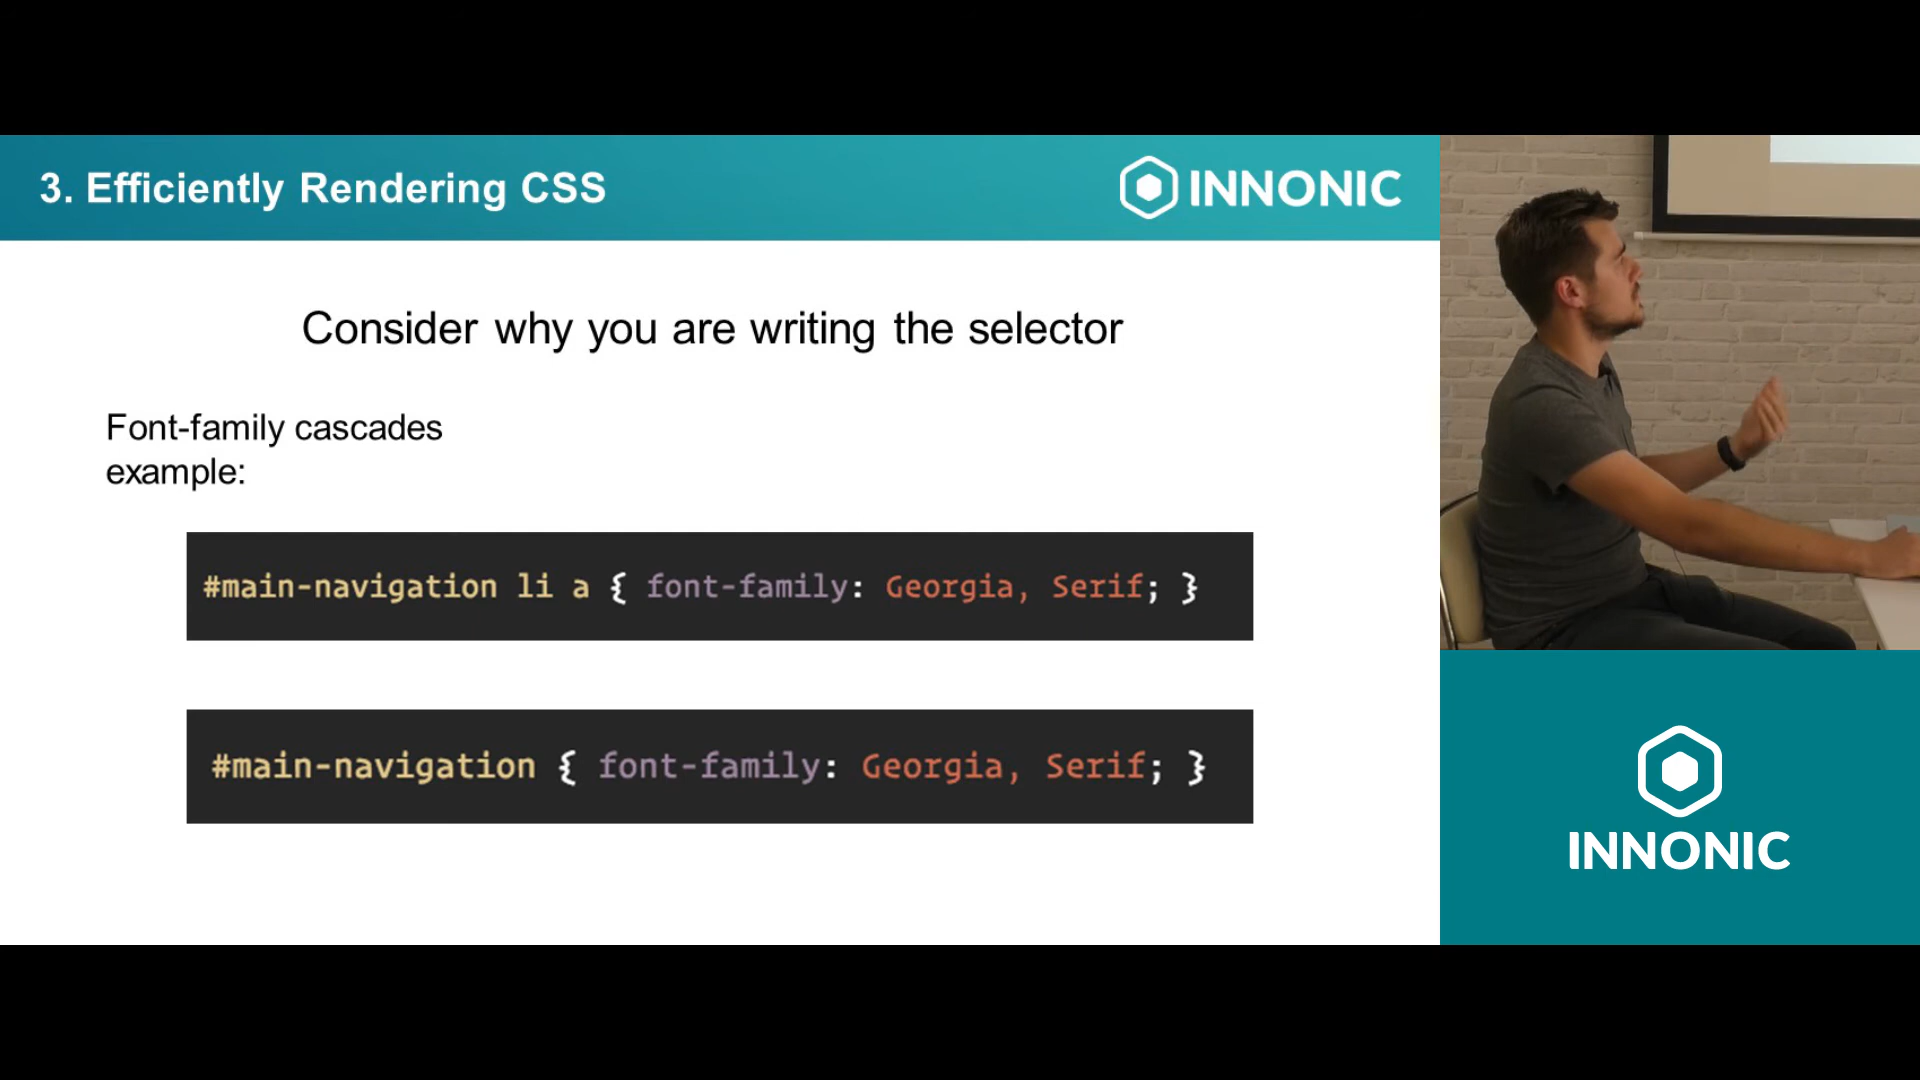 3. Efficiently Rendering CSS
INNONIC
Consider why you are writing the selector
Font-family cascades
example:
#main-navigation li a { font-family: Georgia, Serif; }
#main-navigation { font-family: Georgia, Serif; }
INNONIC